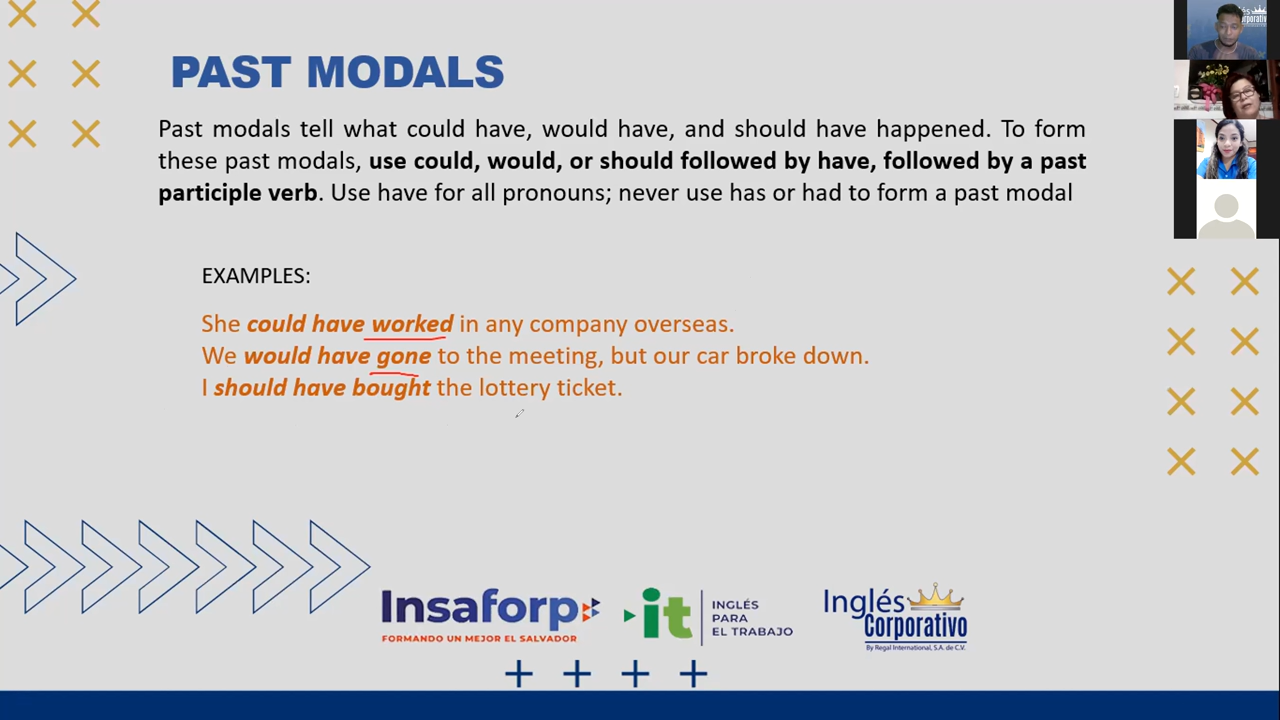 PAST MODALS
Past modals tell what could have, would have, and should have happened. To form
these past modals, use could, would, or should followed by have, followed by a past
participle verb. Use have for all pronouns; never use has or had to form a past modal
EXAMPLES:
She could have worked in any company overseas.
We would have gone to the meeting, but our car broke down.
I should have bought the lottery ticket.
Insaforp
FORMANDO UN MEJOR EL SALVADOR
it
INGLÉS
PARA
EL TRABAJO
Inglés
Corporativo
By Regal International, S.A. de C.V.